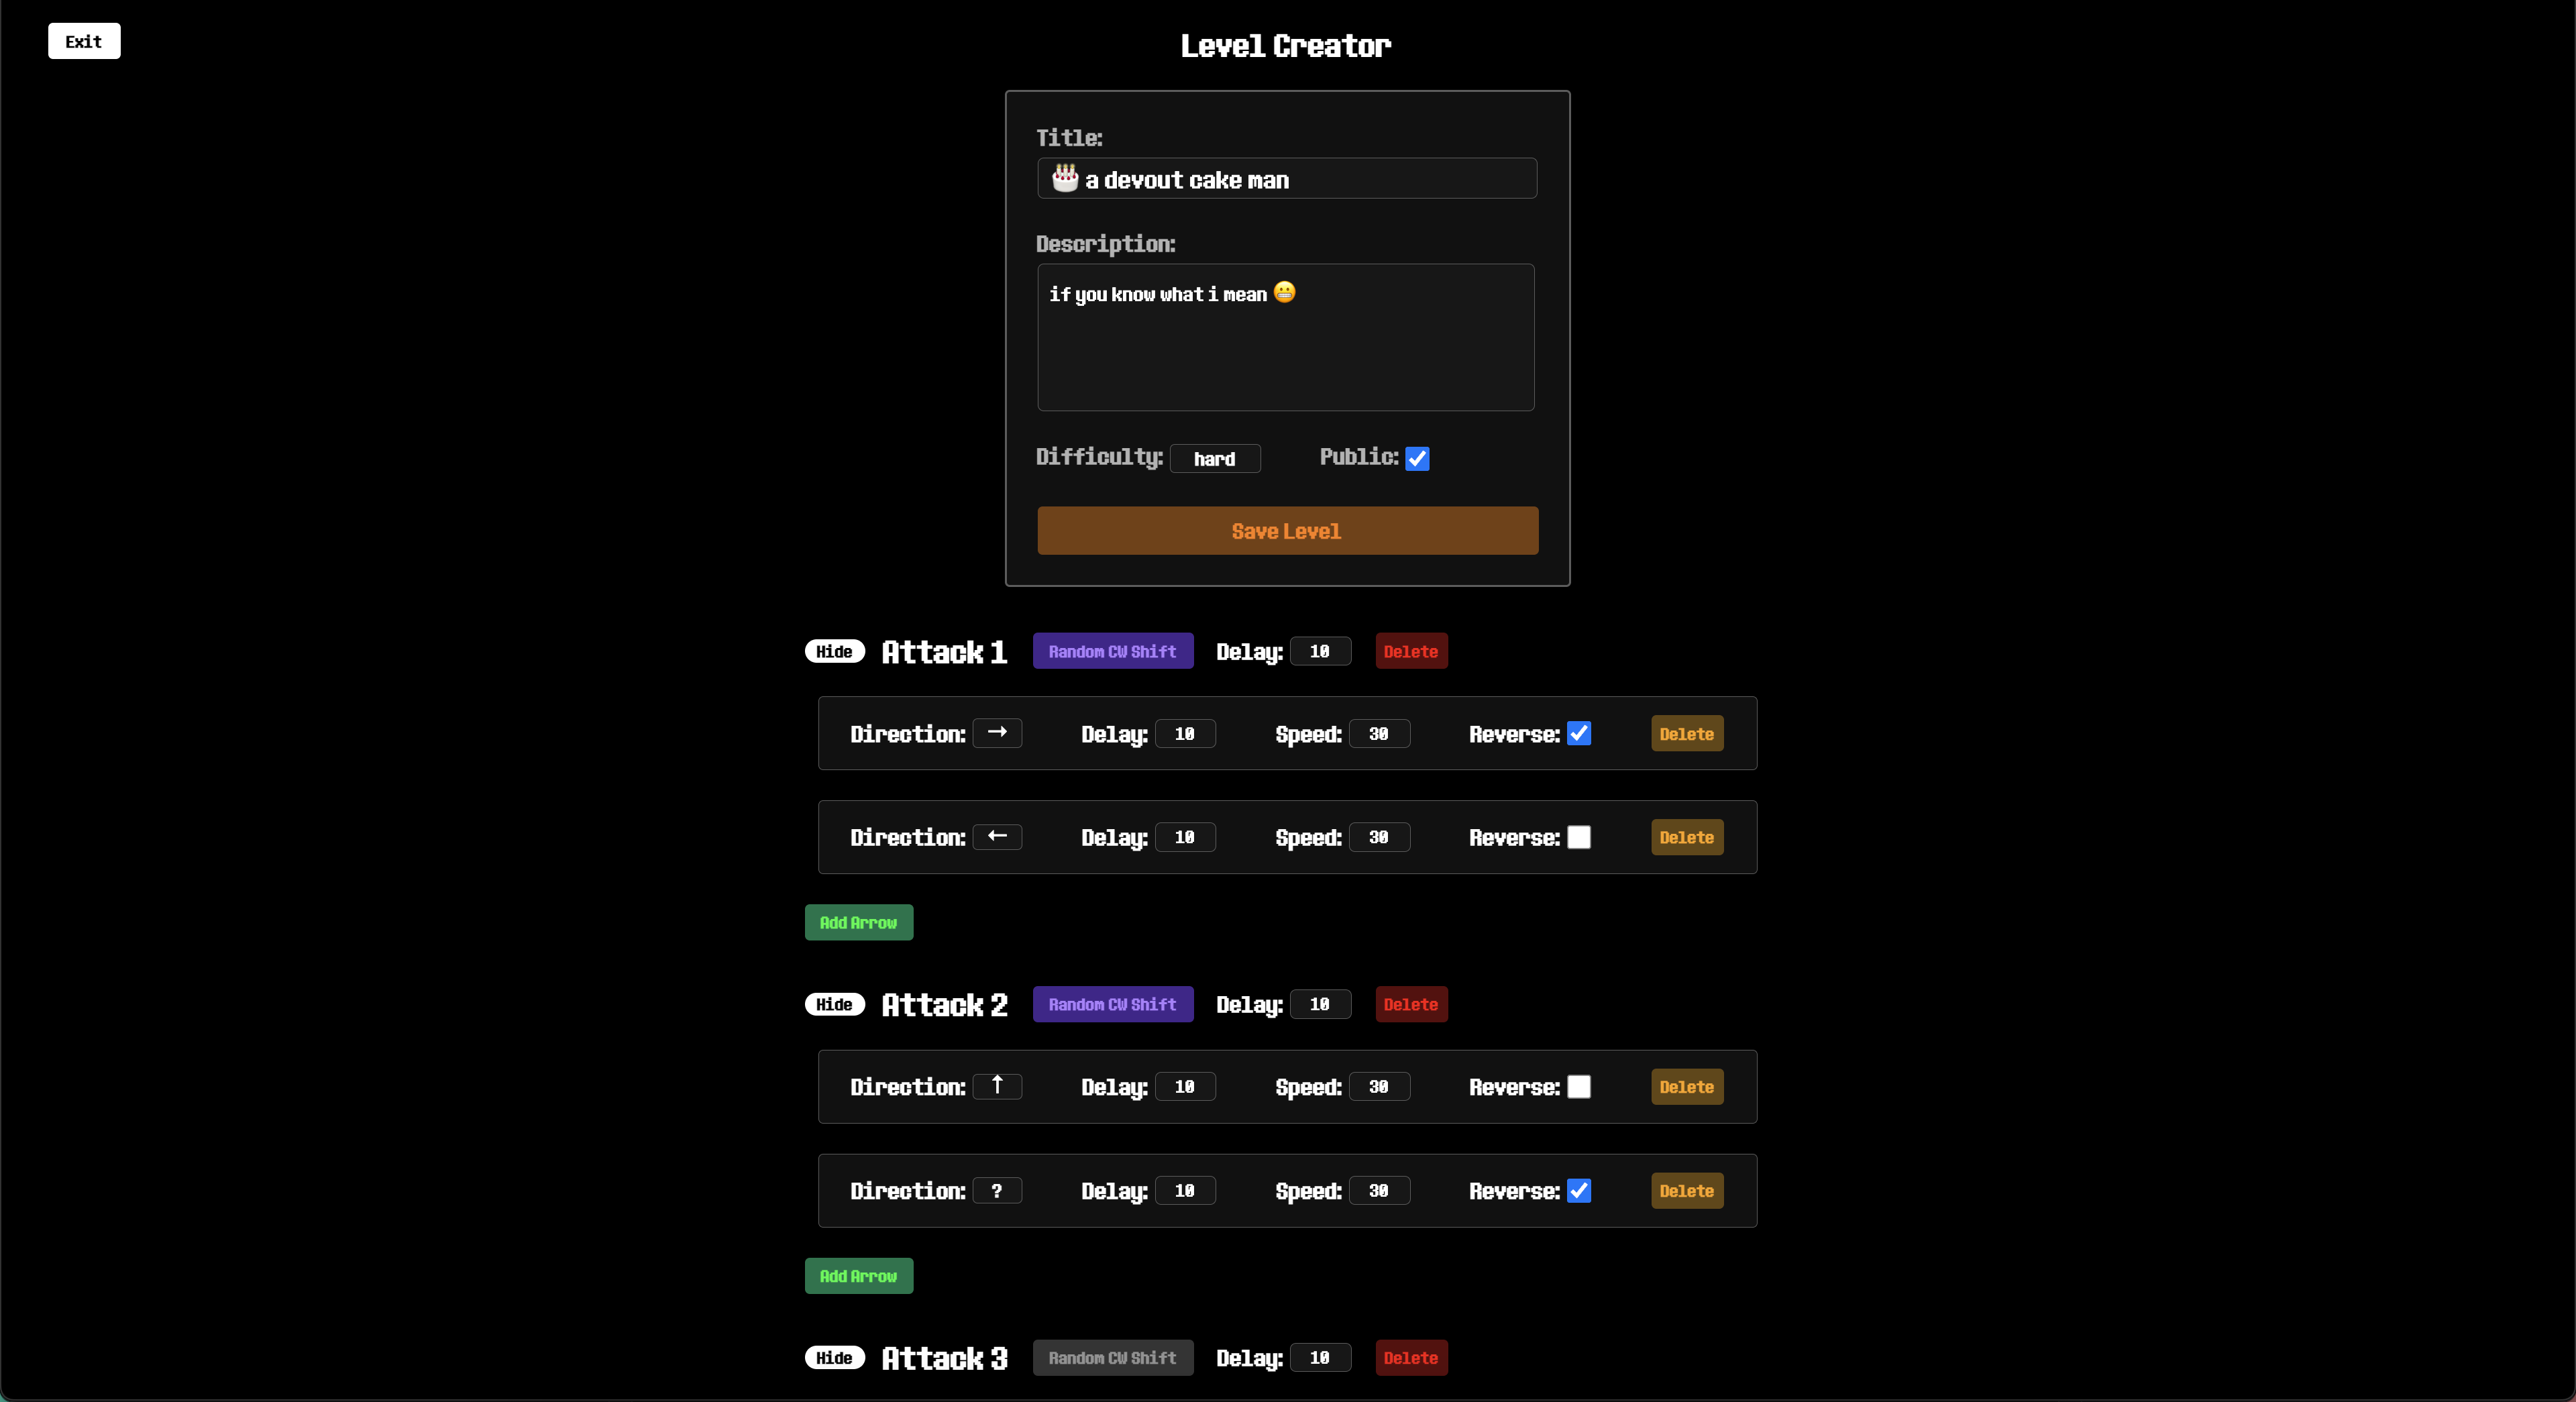 Exit
Level Creator
Title:
🎂 a devout cake man
Description:
if you know what i mean 😬
Difficulty: hard Public:
Save Level
Hide Attack 1 Random CW Shift Delay: 10 Delete
Direction: → Delay: 10 Speed: 30 Reverse: Delete
Direction: ← Delay: 10 Speed: 30 Reverse: Delete
Add Arrow
Hide Attack 2 Random CW Shift Delay: 10 Delete
Direction: ↑ Delay: 10 Speed: 30 Reverse: Delete
Direction: ? Delay: 10 Speed: 30 Reverse: Delete
Add Arrow
Hide Attack 3 Random CW Shift Delay: 10 Delete